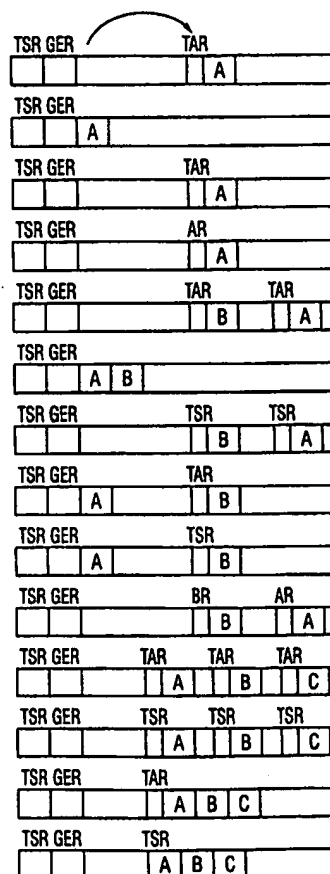 TSR GER TAR
A
TSR GER
A
TSR GER TAR
A
TSR GER AR
A
TSR GER TAR TAR
B A
TSR GER
A B
TSR GER TSR TSR
B A
TSR GER TAR
A B
TSR GER TSR
A B
TSR GER BR AR
B A
TSR GER TAR TAR TAR
A B C
TSR GER TSR TSR TSR
A B C
TSR GER TAR
A B C
TSR GER TSR
A B C